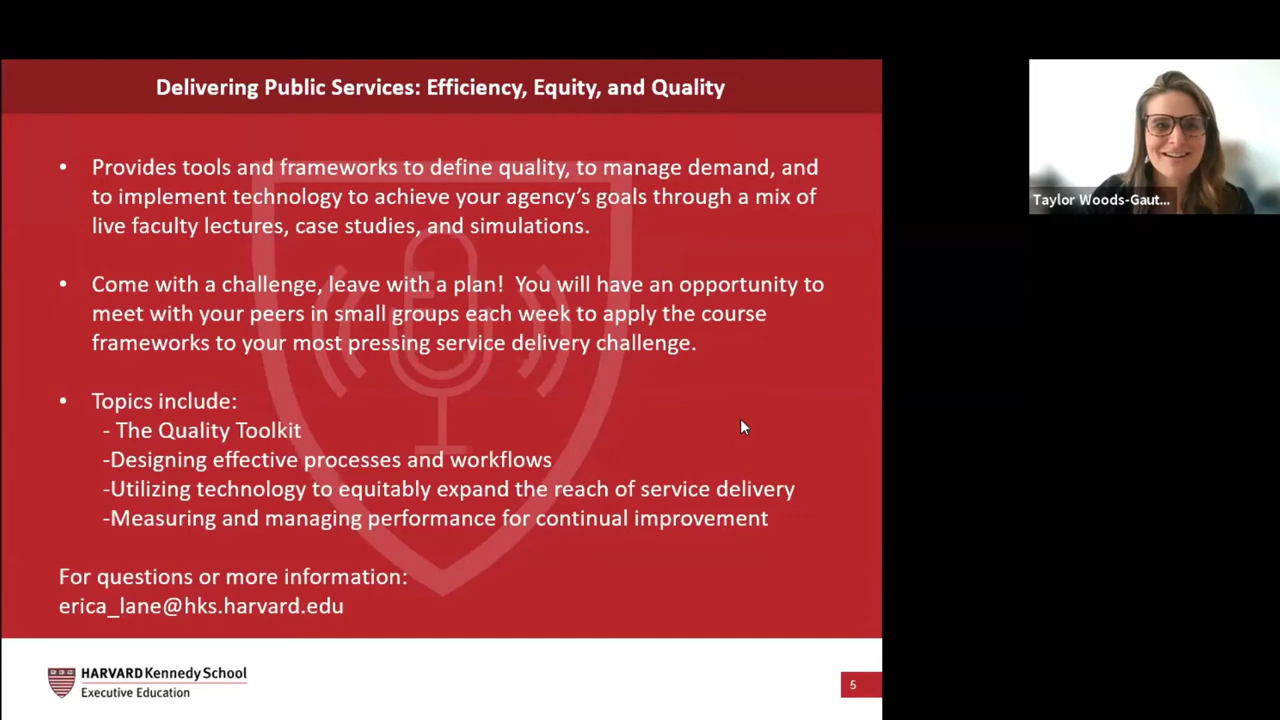 Delivering Public Services: Efficiency, Equity, and Quality
• Provides tools and frameworks to define quality, to manage demand, and
to implement technology to achieve your agency’s goals through a mix of
live faculty lectures, case studies, and simulations.
• Come with a challenge, leave with a plan! You will have an opportunity to
meet with your peers in small groups each week to apply the course
frameworks to your most pressing service delivery challenge.
• Topics include:
- The Quality Toolkit
-Designing effective processes and workflows
-Utilizing technology to equitably expand the reach of service delivery
-Measuring and managing performance for continual improvement
For questions or more information:
erica_lane@hks.harvard.edu
HARVARD Kennedy School
Executive Education
5
Taylor Woods-Gaut...